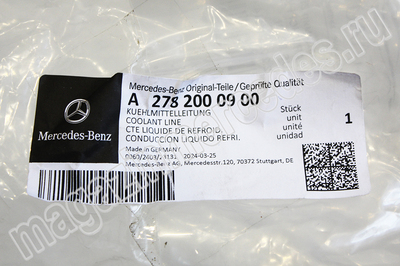 Mercedes-Benz
Mercedes-Benz Original-Teile/Geprüfte Qualität
A 278 200 09 00
KUEHLMITTELLEITUNG
COOLANT LINE
CTE LIQUIDE DE REFROID.
CONDUCCION LIQUIDO REFRI.
Stück
unit
unité
unidad
1
Made in GERMANY
2024-03-25
Mercedes-Benz AG, Mercedesstr.120, 70372 Stuttgart, DE